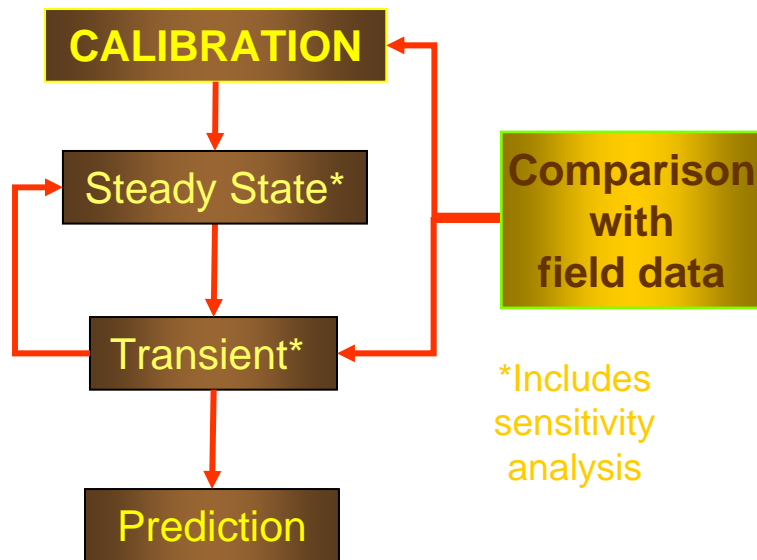 CALIBRATION
Steady State*
Transient*
Prediction
Comparison
with
field data
*Includes
sensitivity
analysis